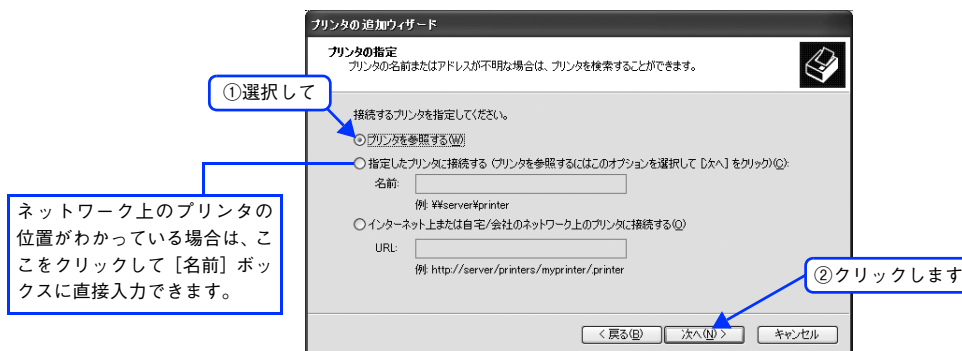 プリンタの追加ウィザード
プリンタの指定
プリンタの名前またはアドレスが不明な場合は、プリンタを検索することができます。
①選択して
接続するプリンタを指定してください。
プリンタを参照する(W)
指定したプリンタに接続する (プリンタを参照するにはこのオプションを選択して [次へ] をクリック)(C):
名前:
例: ¥¥server¥printer
インターネット上または自宅/会社のネットワーク上のプリンタに接続する(O)
URL:
例: http://server/printers/myprinter/.printer
ネットワーク上のプリンタの
位置がわかっている場合は、こ
こをクリックして［名前］ボッ
クスに直接入力できます。
②クリックします
< 戻る(B)
次へ(N) >
キャンセル